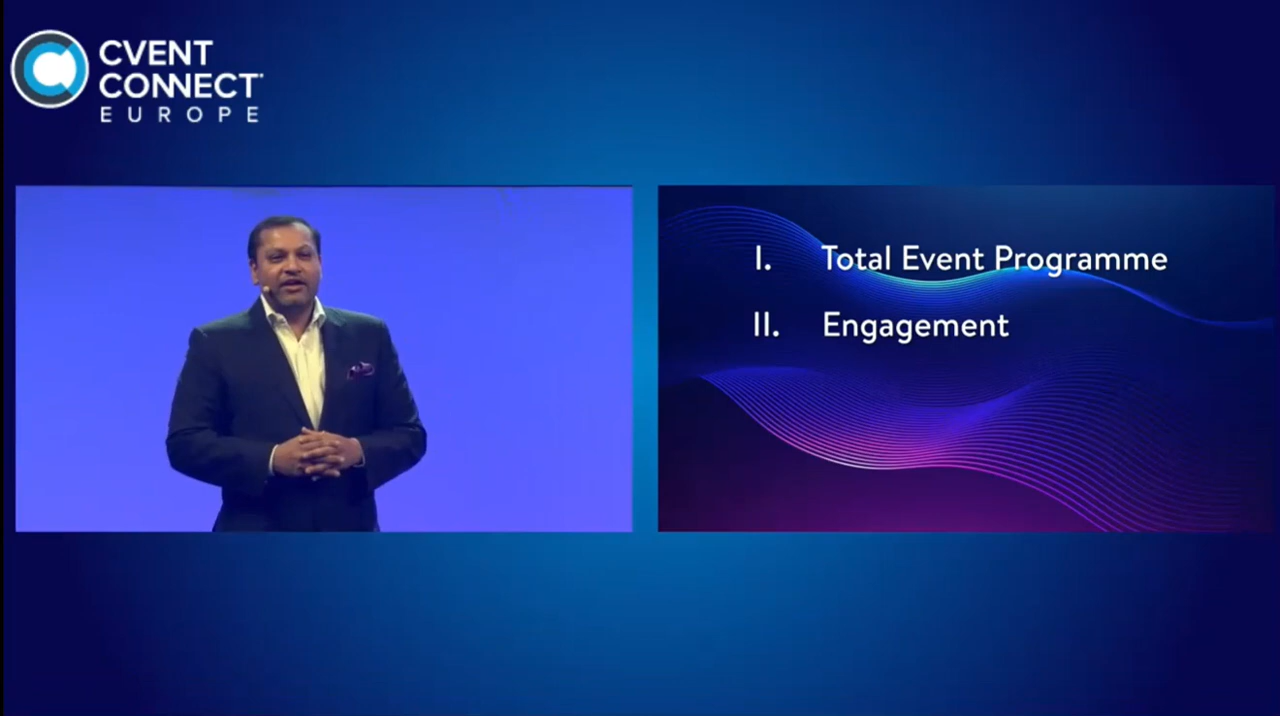 CVENT
CONNECT
EUROPE
I. Total Event Programme
II. Engagement